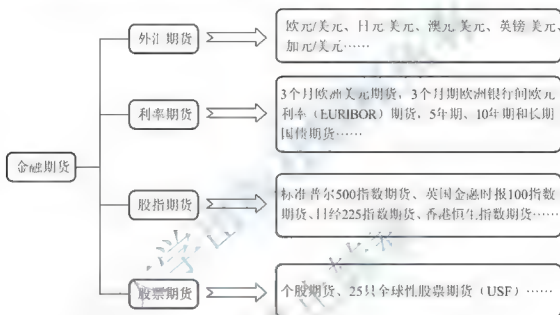 外汇期货
欧元/美元、日元 美元、澳元 美元、英镑 美元、
加元/美元……
利率期货
3个月欧洲美元期货，3个月期欧洲银行间欧元
利率（EURIBOR）期货，5年期、10年期和长期
国债期货……
金融期货
股指期货
标准普尔500指数期货、英国金融时报100指数
期货、日经225指数期货、香港恒生指数期货……
股票期货
个股期货、25只全球性股票期货（USF）……